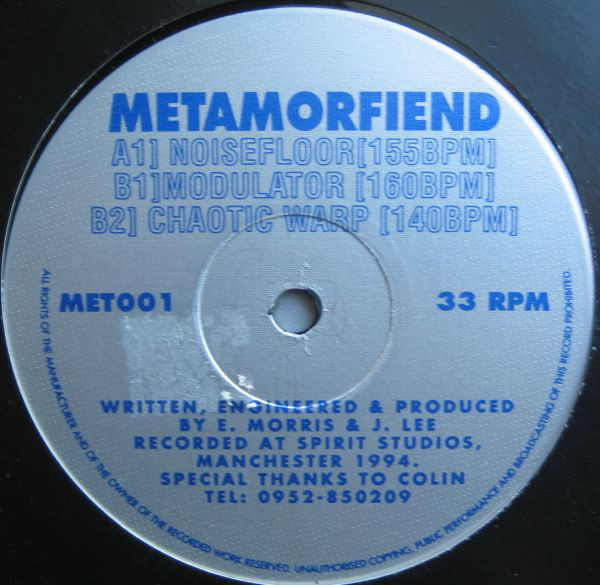 METAMORFIEND
A1] NOISEFLOOR[155BPM]
B1]MODULATOR [160BPM]
B2] CHAOTIC WARP [140BPM]
MET001
33 RPM
WRITTEN, ENGINEERED & PRODUCED
BY E. MORRIS & J. LEE
RECORDED AT SPIRIT STUDIOS,
MANCHESTER 1994.
SPECIAL THANKS TO COLIN
TEL: 0952-850209
ALL RIGHTS OF THE MANUFACTURER AND OF THE OWNER OF THE RECORDED WORK RESERVED. UNAUTHORISED COPYING, PUBLIC PERFORMANCE AND BROADCASTING OF THIS RECORD PROHIBITED.